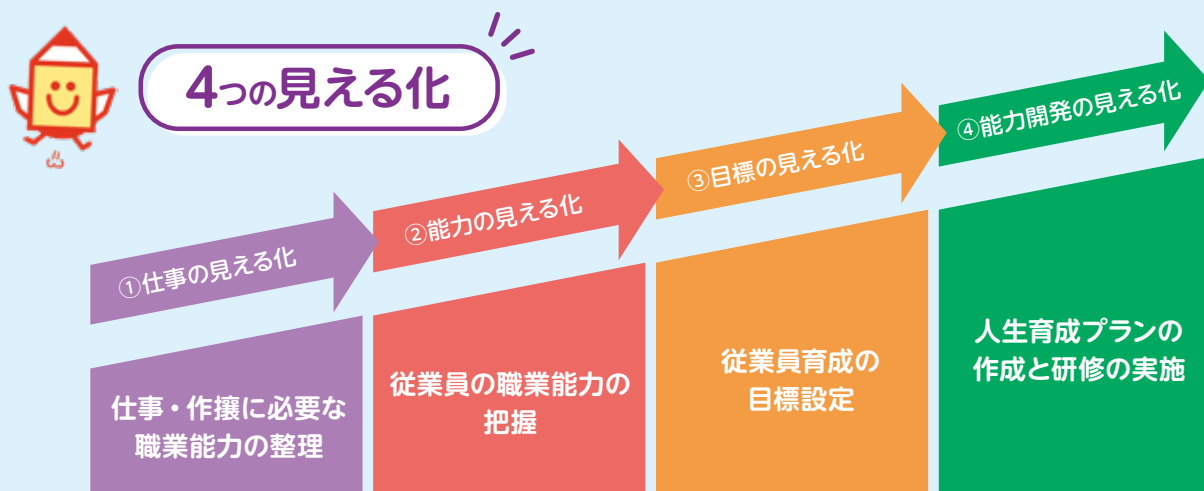 4つの見える化
①仕事の見える化
仕事・作攘に必要な
職業能力の整理
②能力の見える化
従業員の職業能力の
把握
③目標の見える化
従業員育成の
目標設定
④能力開発の見える化
人生育成プランの
作成と研修の実施